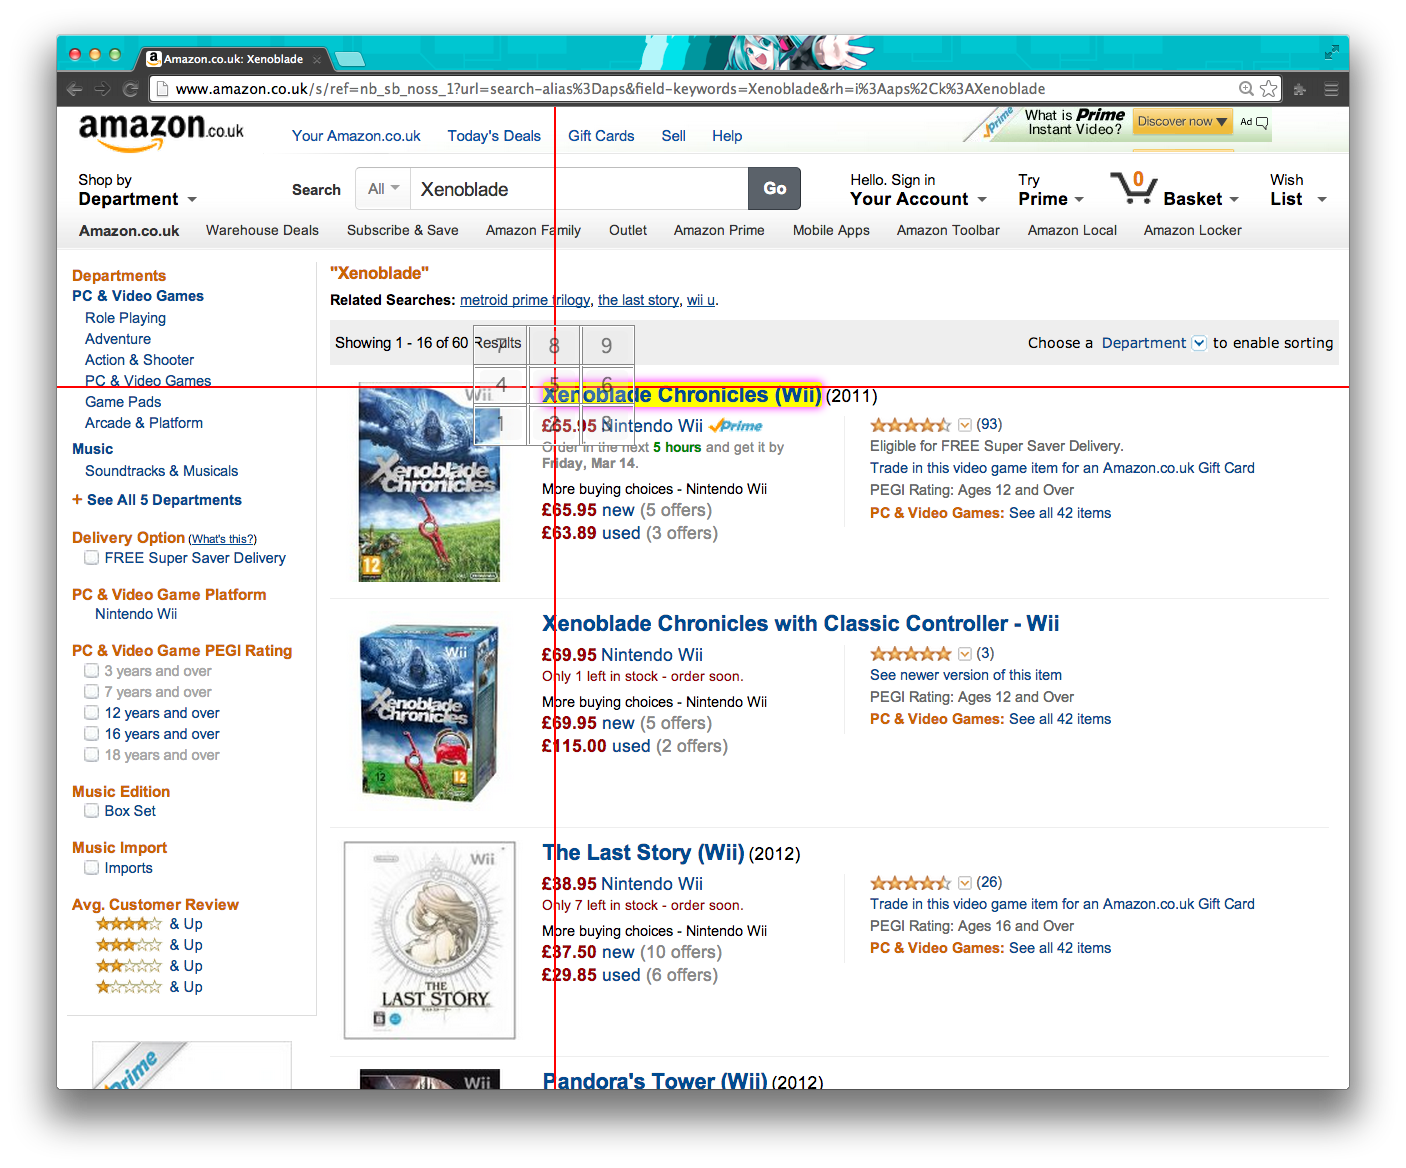 Amazon.co.uk: Xenoblade
www.amazon.co.uk/s/ref=nb_sb_noss_1?url=search-alias%3Daps&field-keywords=Xenoblade&rh=i%3Aaps%2Ck%3AXenoblade
amazon.co.uk
Your Amazon.co.uk Today's Deals Gift Cards Sell Help
Prime What is Prime Instant Video? Discover now Ad
Shop by Department
Search All Xenoblade Go
Hello. Sign in Your Account
Try Prime
0 Basket
Wish List
Amazon.co.uk Warehouse Deals Subscribe & Save Amazon Family Outlet Amazon Prime Mobile Apps Amazon Toolbar Amazon Local Amazon Locker
Departments
PC & Video Games
Role Playing
Adventure
Action & Shooter
PC & Video Games
Game Pads
Arcade & Platform
Music
Soundtracks & Musicals
+ See All 5 Departments
Delivery Option (What's this?)
FREE Super Saver Delivery
PC & Video Game Platform
Nintendo Wii
PC & Video Game PEGI Rating
3 years and over
7 years and over
12 years and over
16 years and over
18 years and over
Music Edition
Box Set
Music Import
Imports
Avg. Customer Review
& Up
& Up
& Up
& Up
Prime
"Xenoblade"
Related Searches: metroid prime trilogy, the last story, wii u.
Showing 1 - 16 of 60 Results
Choose a Department to enable sorting
7 8 9
4 5 6
1 2 3
Wii
Xenoblade
Chronicles
12
Xenoblade Chronicles (Wii) (2011)
£65.95 Nintendo Wii Prime
Order in the next 5 hours and get it by
Friday, Mar 14.
More buying choices - Nintendo Wii
£65.95 new (5 offers)
£63.89 used (3 offers)
(93)
Eligible for FREE Super Saver Delivery.
Trade in this video game item for an Amazon.co.uk Gift Card
PEGI Rating: Ages 12 and Over
PC & Video Games: See all 42 items
Wii
Xenoblade
Chronicles
12
12
Xenoblade Chronicles with Classic Controller - Wii
£69.95 Nintendo Wii
Only 1 left in stock - order soon.
More buying choices - Nintendo Wii
£69.95 new (5 offers)
£115.00 used (2 offers)
(3)
See newer version of this item
PEGI Rating: Ages 12 and Over
PC & Video Games: See all 42 items
Wii
THE
LAST STORY
The Last Story (Wii) (2012)
£38.95 Nintendo Wii
Only 7 left in stock - order soon.
More buying choices - Nintendo Wii
£37.50 new (10 offers)
£29.85 used (6 offers)
(26)
Trade in this video game item for an Amazon.co.uk Gift Card
PEGI Rating: Ages 16 and Over
PC & Video Games: See all 42 items
Wii
Pandora's Tower (Wii) (2012)